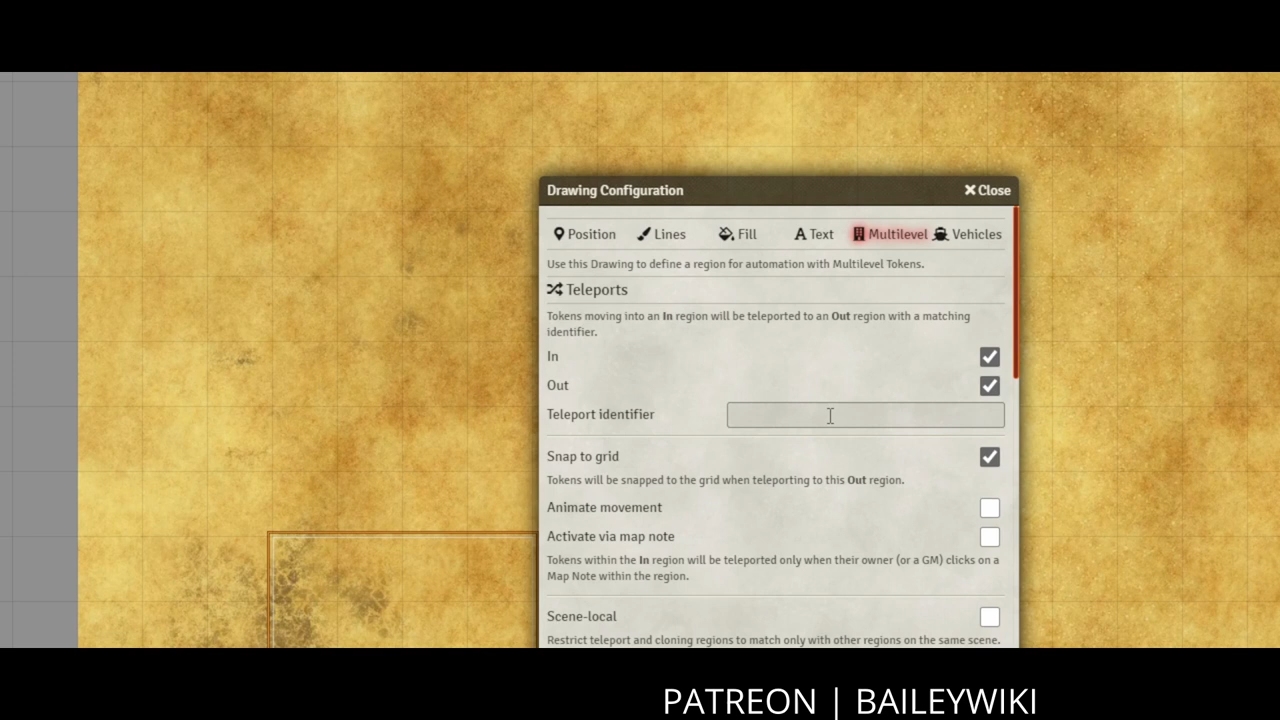 Drawing Configuration
Close
Position Lines Fill Text Multilevel Vehicles
Use this Drawing to define a region for automation with Multilevel Tokens.
Teleports
Tokens moving into an In region will be teleported to an Out region with a matching
identifier.
In
Out
Teleport identifier
Snap to grid
Tokens will be snapped to the grid when teleporting to this Out region.
Animate movement
Activate via map note
Tokens within the In region will be teleported only when their owner (or a GM) clicks on a
Map Note within the region.
Scene-local
Restrict teleport and cloning regions to match only with other regions on the same scene.
PATREON | BAILEYWIKI